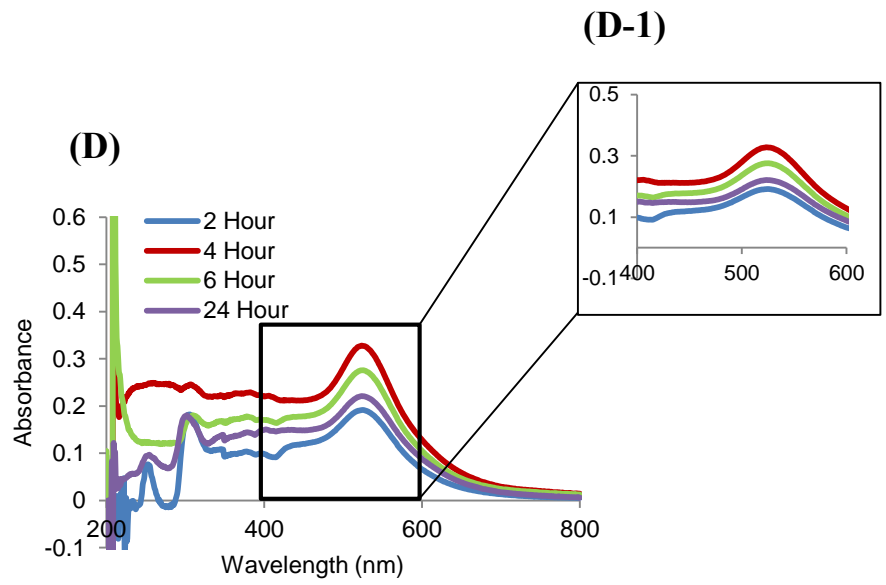 (D-1)
0.5
0.3
0.1
-0.1
400 500 600
(D)
2 Hour
4 Hour
6 Hour
24 Hour
0.6
0.5
0.4
0.3
0.2
0.1
0
-0.1
200 400 600 800
Absorbance
Wavelength (nm)